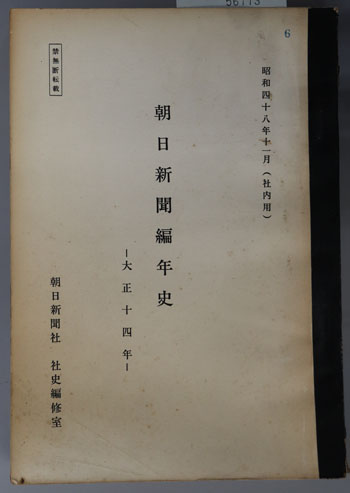 昭和四十八年十一月(社内用)
朝日新聞編年史
―大正十四年―
朝日新聞社 社史編修室
禁無断転載
6